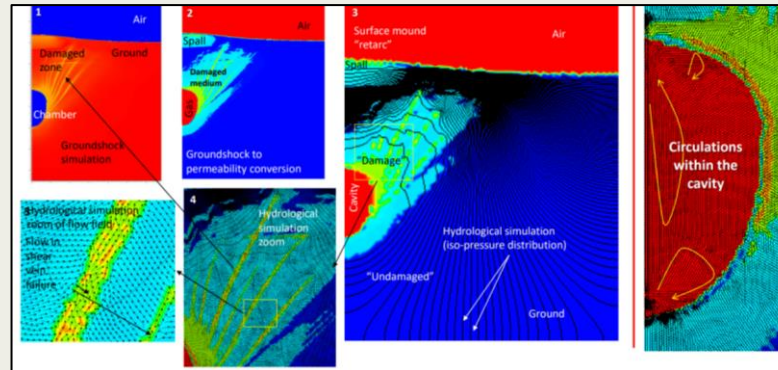 1
Air
Damaged
zone
Ground
Chamber
Groundshock
simulation
2
Spall
Damaged
medium
Gas
Groundshock to
permeability conversion
3
Surface mound
"retarc"
Air
Spall
"Damage"
Cavity
Hydrological simulation
(iso-pressure distribution)
"Undamaged"
Ground
4
Hydrological
simulation
zoom
Hydrological simulation
zoom of flow field
Flow in
shear
failure
Circulations
within the
cavity